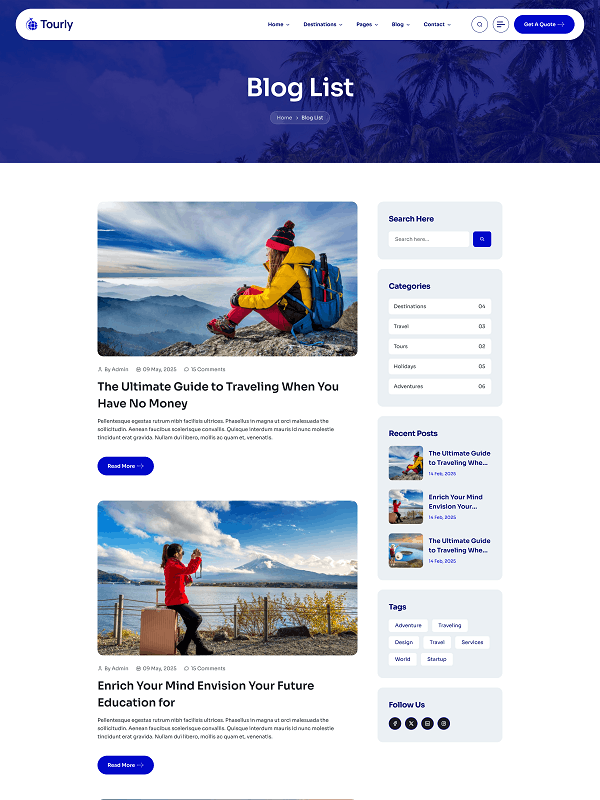 Tourly
Home
Destinations
Pages
Blog
Contact
Get A Quote
Blog List
Home
Blog List
By Admin
09 May, 2025
15 Comments
The Ultimate Guide to Traveling When You
Have No Money
Pellentesque egestas rutrum nibh facilisis ultrices. Phasellus in magna ut orci malesuada the
sollicitudin. Aenean faucibus scelerisque convallis. Quisque interdum mauris id nunc molestie
tincidunt erat gravida. Nullam dui libero, mollis ac quam et, venenatis.
Read More
By Admin
09 May, 2025
15 Comments
Enrich Your Mind Envision Your Future
Education for
Pellentesque egestas rutrum nibh facilisis ultrices. Phasellus in magna ut orci malesuada the
sollicitudin. Aenean faucibus scelerisque convallis. Quisque interdum mauris id nunc molestie
tincidunt erat gravida. Nullam dui libero, mollis ac quam et, venenatis.
Read More
Search Here
Search here...
Categories
Destinations 04
Travel 03
Tours 02
Holidays 05
Adventures 06
Recent Posts
The Ultimate Guide
to Traveling Whe...
14 Feb, 2025
Enrich Your Mind
Envision Your...
14 Feb, 2025
The Ultimate Guide
to Traveling Whe...
14 Feb, 2025
Tags
Adventure
Traveling
Design
Travel
Services
World
Startup
Follow Us